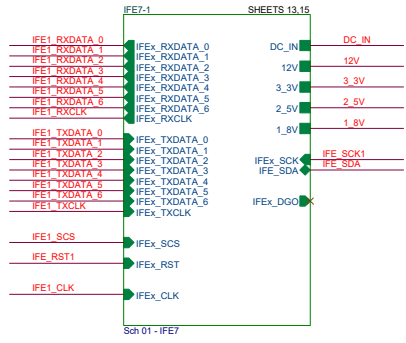 IFE7-1 SHEETS 13,15
IFE1_RXDATA_0 IFEx_RXDATA_0 DC_IN DC_IN
IFE1_RXDATA_1 IFEx_RXDATA_1
IFE1_RXDATA_2 IFEx_RXDATA_2 12V 12V
IFE1_RXDATA_3 IFEx_RXDATA_3
IFE1_RXDATA_4 IFEx_RXDATA_4 3_3V 3_3V
IFE1_RXDATA_5 IFEx_RXDATA_5
IFE1_RXDATA_6 IFEx_RXDATA_6 2_5V 2_5V
IFE1_RXCLK IFEx_RXCLK
1_8V 1_8V
IFE1_TXDATA_0 IFEx_TXDATA_0
IFE1_TXDATA_1 IFEx_TXDATA_1
IFE1_TXDATA_2 IFEx_TXDATA_2 IFEx_SCK IFE_SCK1
IFE1_TXDATA_3 IFEx_TXDATA_3 IFE_SDA IFE_SDA
IFE1_TXDATA_4 IFEx_TXDATA_4
IFE1_TXDATA_5 IFEx_TXDATA_5
IFE1_TXDATA_6 IFEx_TXDATA_6 IFEx_DGO
IFE1_TXCLK IFEx_TXCLK
IFE1_SCS IFEx_SCS
IFE_RST1 IFEx_RST
IFE1_CLK IFEx_CLK
Sch 01 - IFE7